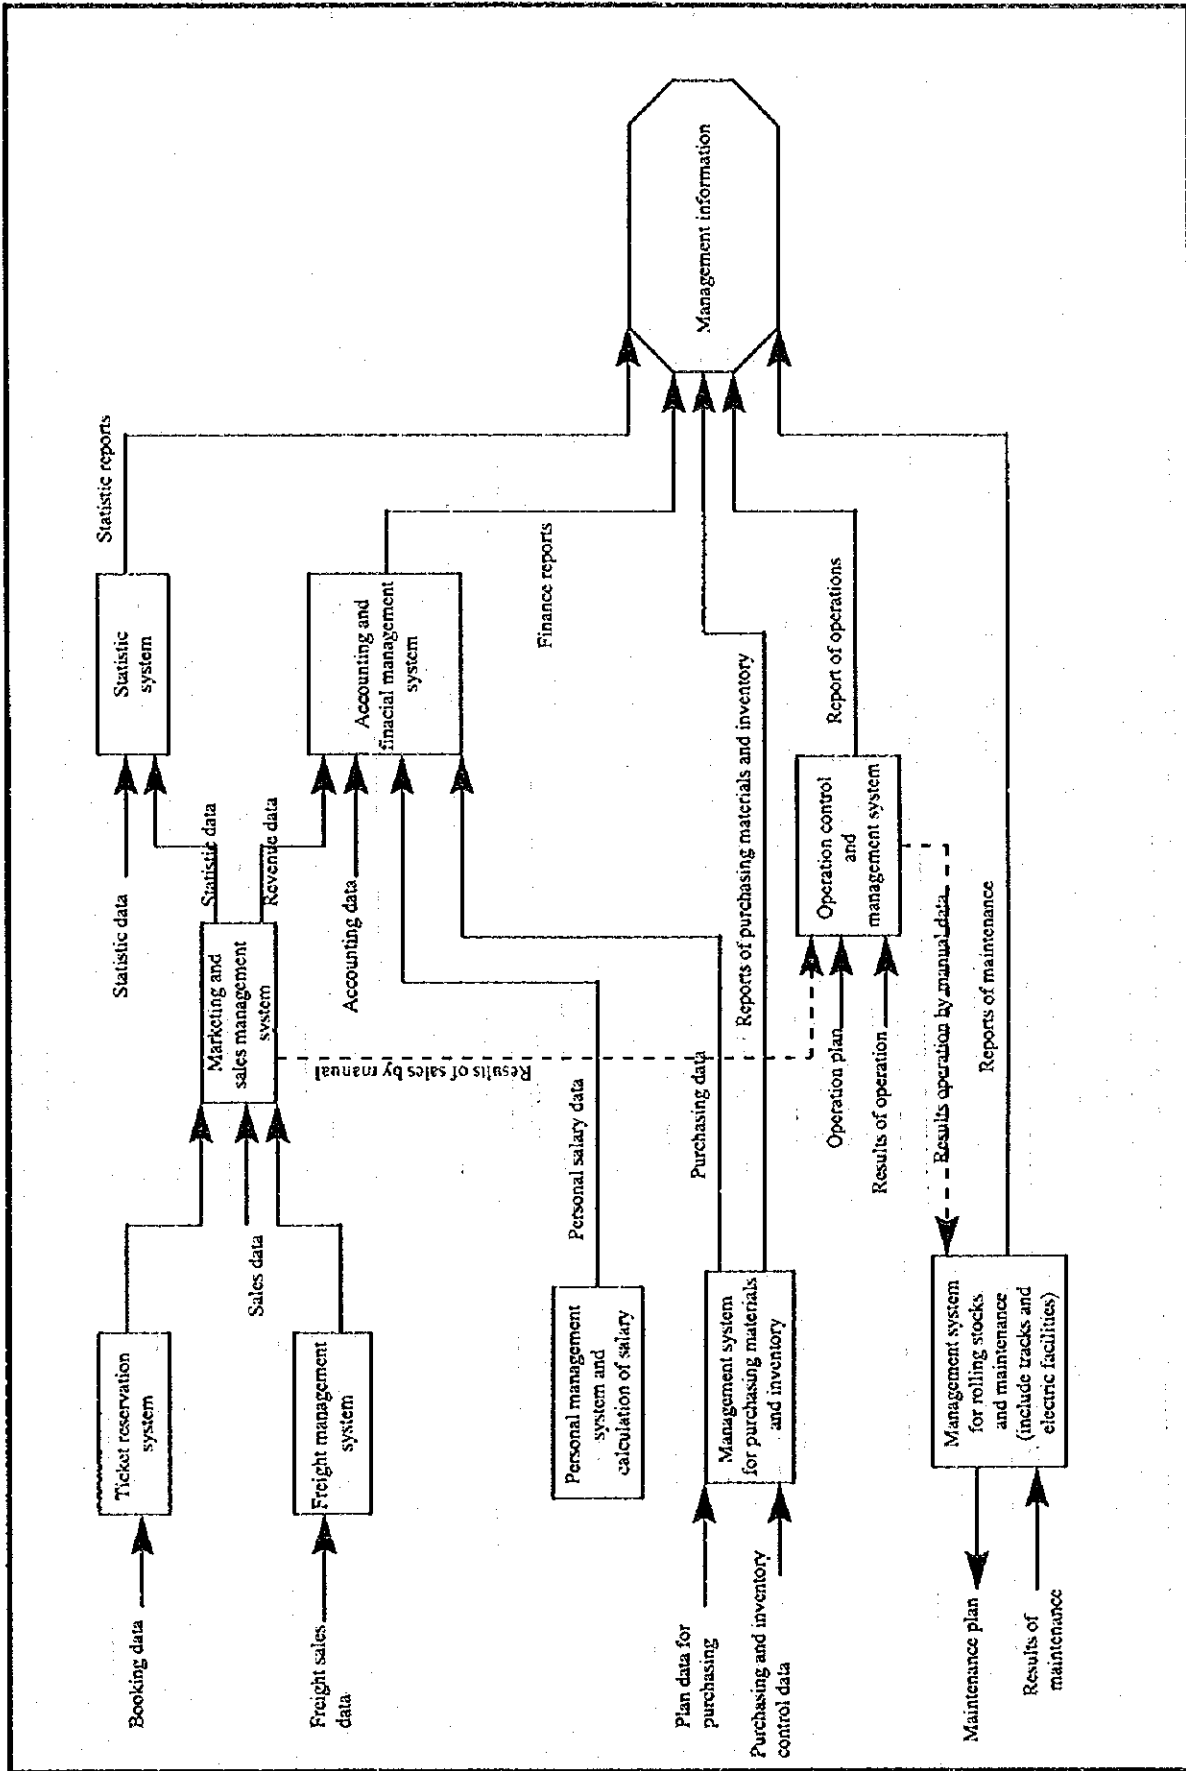 Booking data
Ticket reservation
system
Freight sales
data
Freight management
system
Sales data
Marketing and
sales management
system
Statistic data
Statistic data
Revenue data
Statistic
system
Statistic reports
Accounting data
Accounting and
finacial management
system
Finance reports
Results of sales by manual
Personal management
system and
calculation of salary
Personal salary data
Plan data for
purchasing
Purchasing and inventory
control data
Management system
for purchasing materials
and inventory
Purchasing data
Reports of purchasing materials and inventory
Operation plan
Results of operation
Operation control
and
management system
Report of operations
Results operation by manual data
Maintenance plan
Results of
maintenance
Management system
for rolling stocks
and maintenance
(include tracks and
electric facilities)
Reports of maintenance
Management information